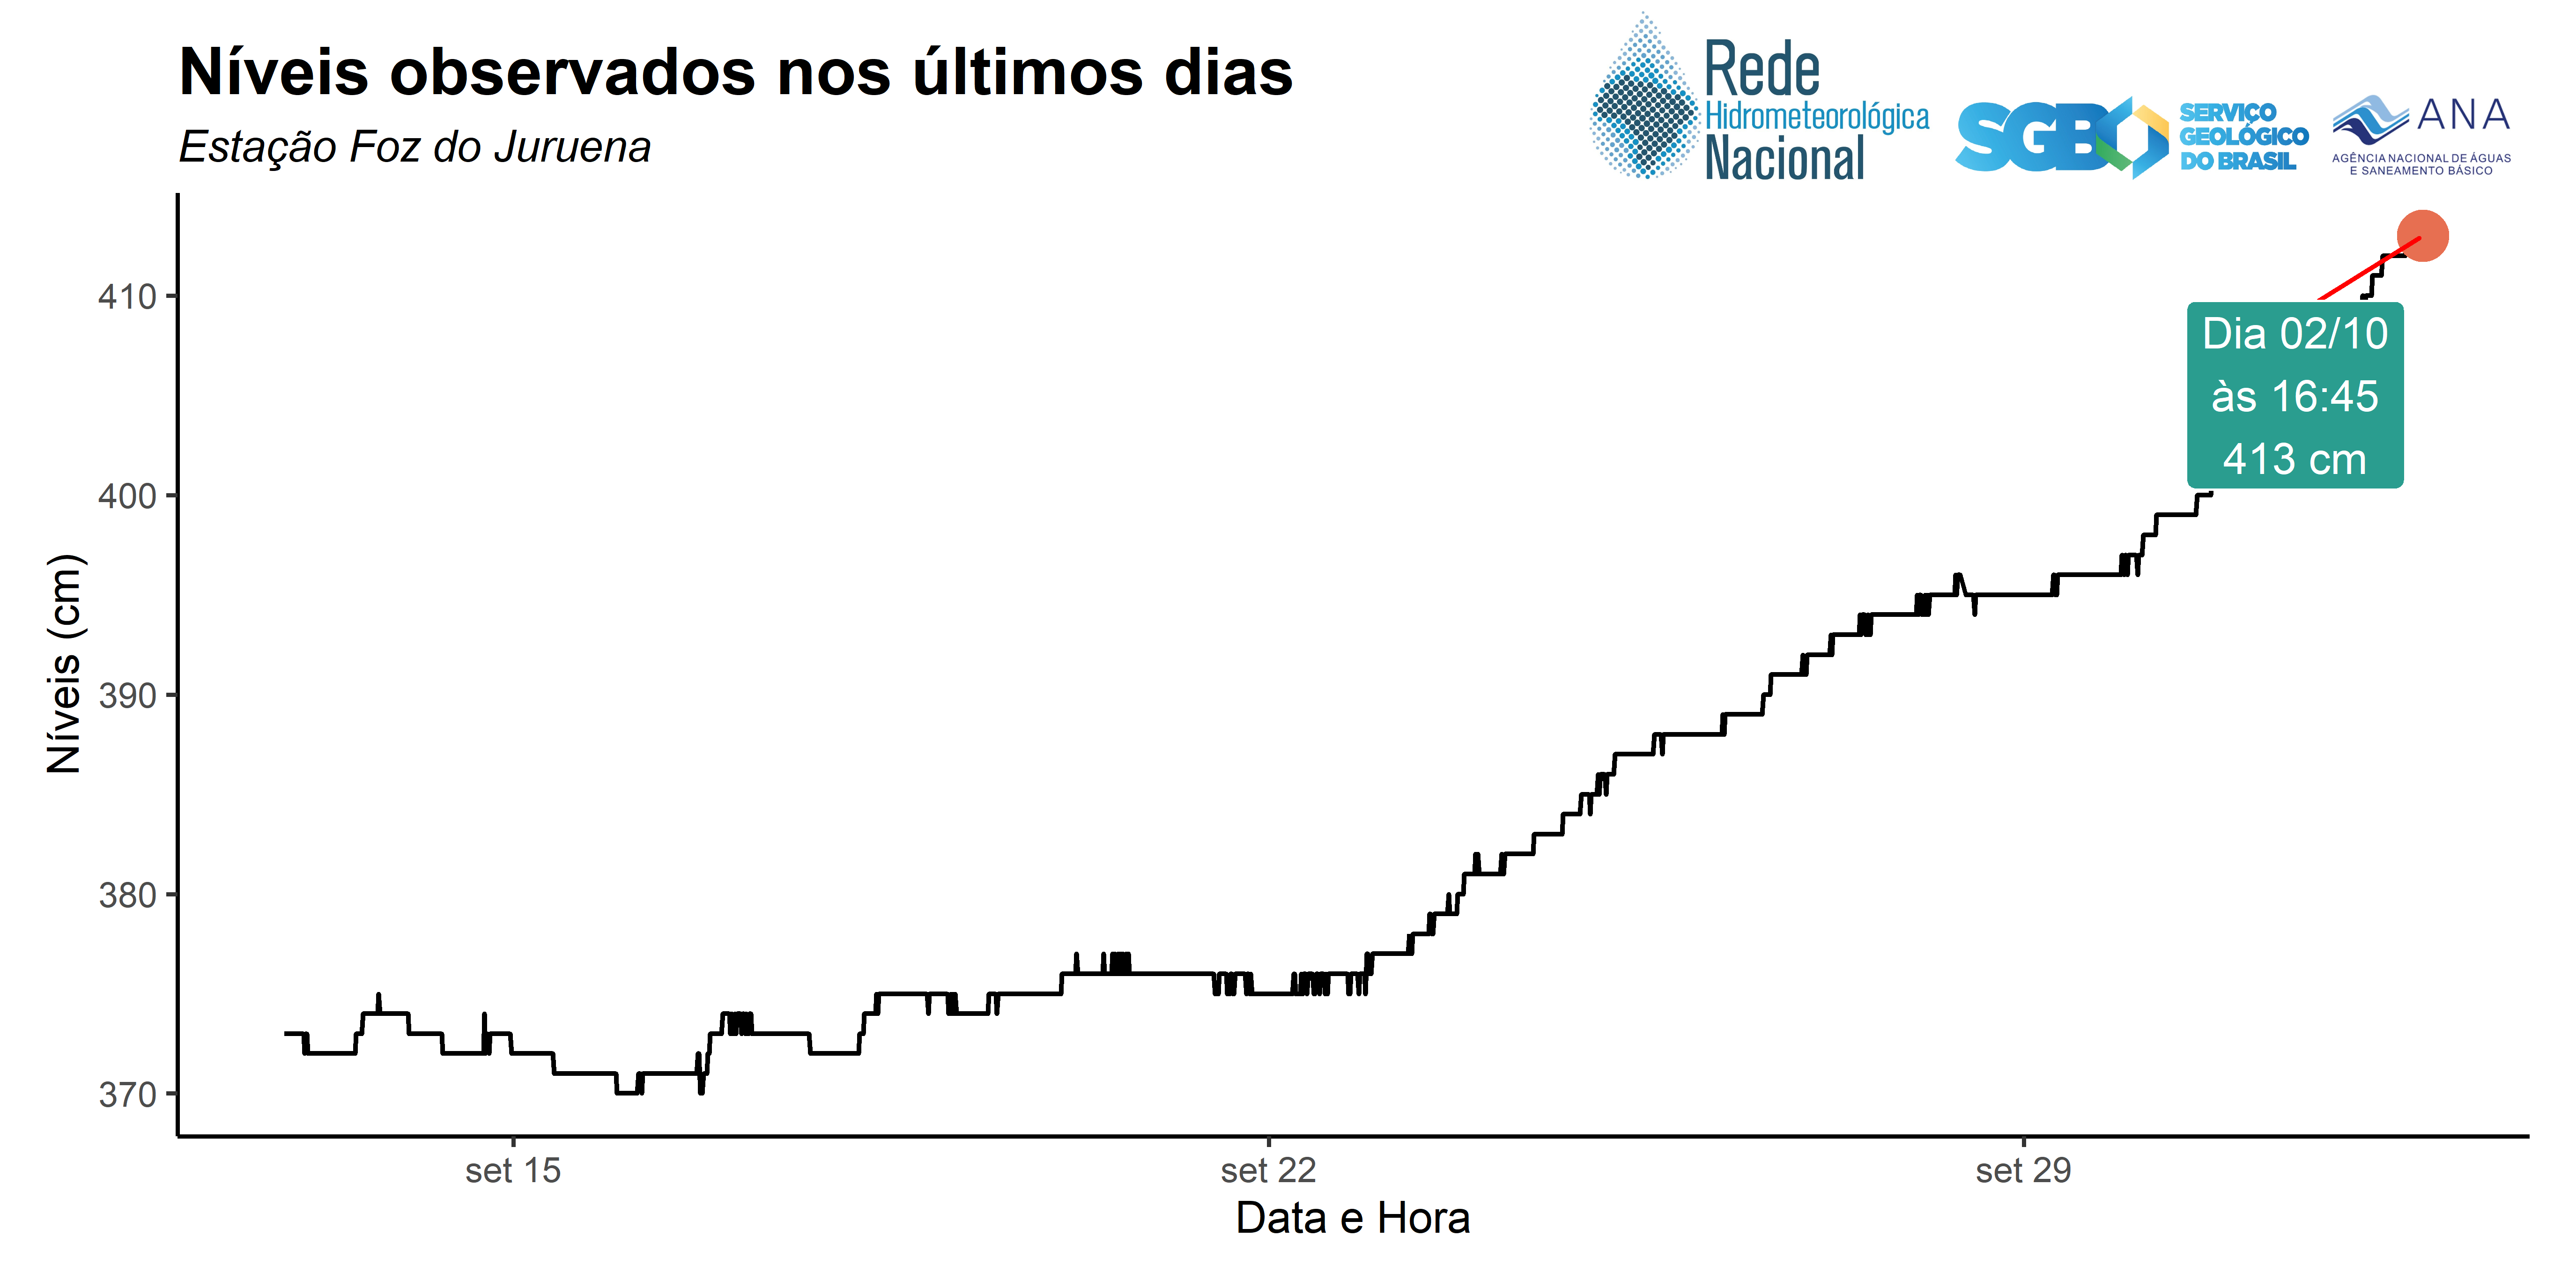 Níveis observados nos últimos dias
Estação Foz do Juruena
Rede
Hidrometeorológica
Nacional
SGB
SERVIÇO
GEOLÓGICO
DO BRASIL
ANA
AGÊNCIA NACIONAL DE ÁGUAS
E SANEAMENTO BÁSICO
Níveis (cm)
410
400
390
380
370
Dia 02/10
às 16:45
413 cm
set 15
set 22
set 29
Data e Hora